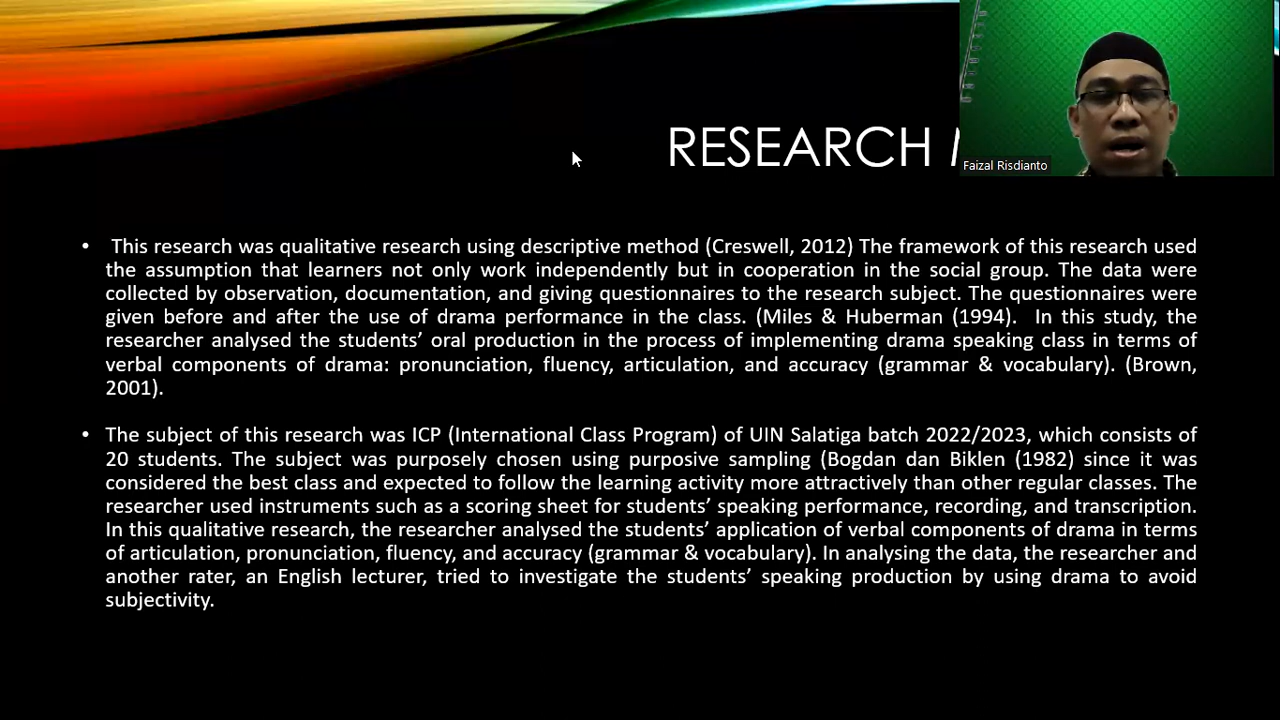 RESEARCH
Faizal Risdianto
• This research was qualitative research using descriptive method (Creswell, 2012) The framework of this research used
the assumption that learners not only work independently but in cooperation in the social group. The data were
collected by observation, documentation, and giving questionnaires to the research subject. The questionnaires were
given before and after the use of drama performance in the class. (Miles & Huberman (1994). In this study, the
researcher analysed the students’ oral production in the process of implementing drama speaking class in terms of
verbal components of drama: pronunciation, fluency, articulation, and accuracy (grammar & vocabulary). (Brown,
2001).
• The subject of this research was ICP (International Class Program) of UIN Salatiga batch 2022/2023, which consists of
20 students. The subject was purposely chosen using purposive sampling (Bogdan dan Biklen (1982) since it was
considered the best class and expected to follow the learning activity more attractively than other regular classes. The
researcher used instruments such as a scoring sheet for students’ speaking performance, recording, and transcription.
In this qualitative research, the researcher analysed the students’ application of verbal components of drama in terms
of articulation, pronunciation, fluency, and accuracy (grammar & vocabulary). In analysing the data, the researcher and
another rater, an English lecturer, tried to investigate the students’ speaking production by using drama to avoid
subjectivity.